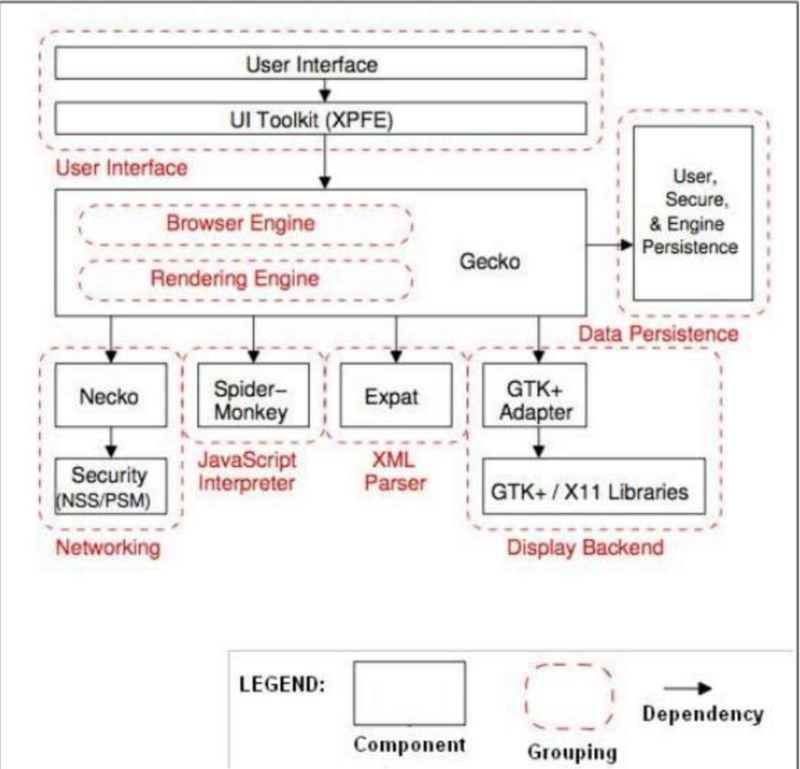 User Interface
UI Toolkit (XPFE)
User Interface
Browser Engine
Rendering Engine
Gecko
User,
Secure,
& Engine
Persistence
Data Persistence
Necko
Security
(NSS/PSM)
Networking
Spider–
Monkey
JavaScript
Interpreter
Expat
XML
Parser
GTK+
Adapter
GTK+ / X11 Libraries
Display Backend
LEGEND:
Component
Grouping
Dependency